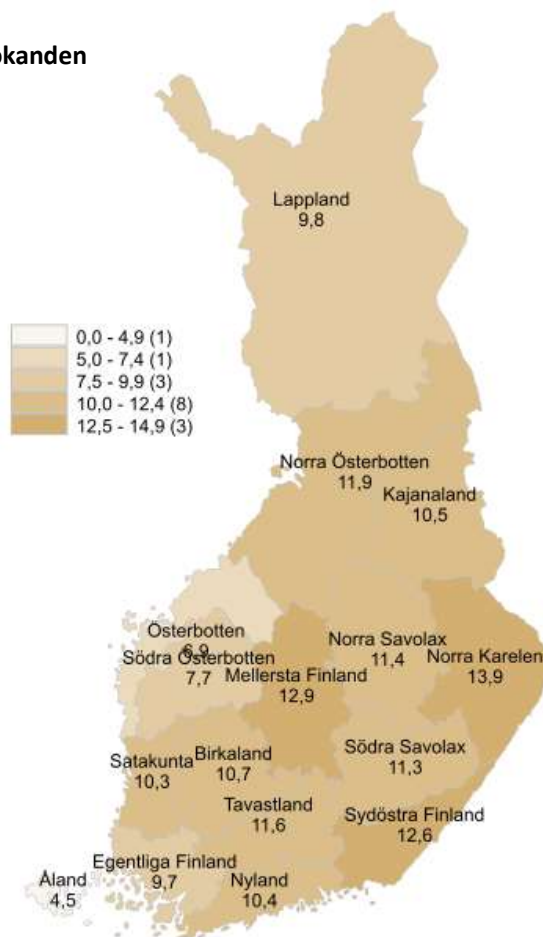 okanden
Lappland
9,8
0,0 - 4,9 (1)
5,0 - 7,4 (1)
7,5 - 9,9 (3)
10,0 - 12,4 (8)
12,5 - 14,9 (3)
Norra Österbotten
11,9
Kajanaland
10,5
Österbotten
6,9
Södra Österbotten
7,7
Mellersta Finland
12,9
Norra Savolax
11,4
Norra Karelen
13,9
Satakunta
10,3
Birkaland
10,7
Södra Savolax
11,3
Tavastland
11,6
Sydöstra Finland
12,6
Egentliga Finland
9,7
Åland
4,5
Nyland
10,4